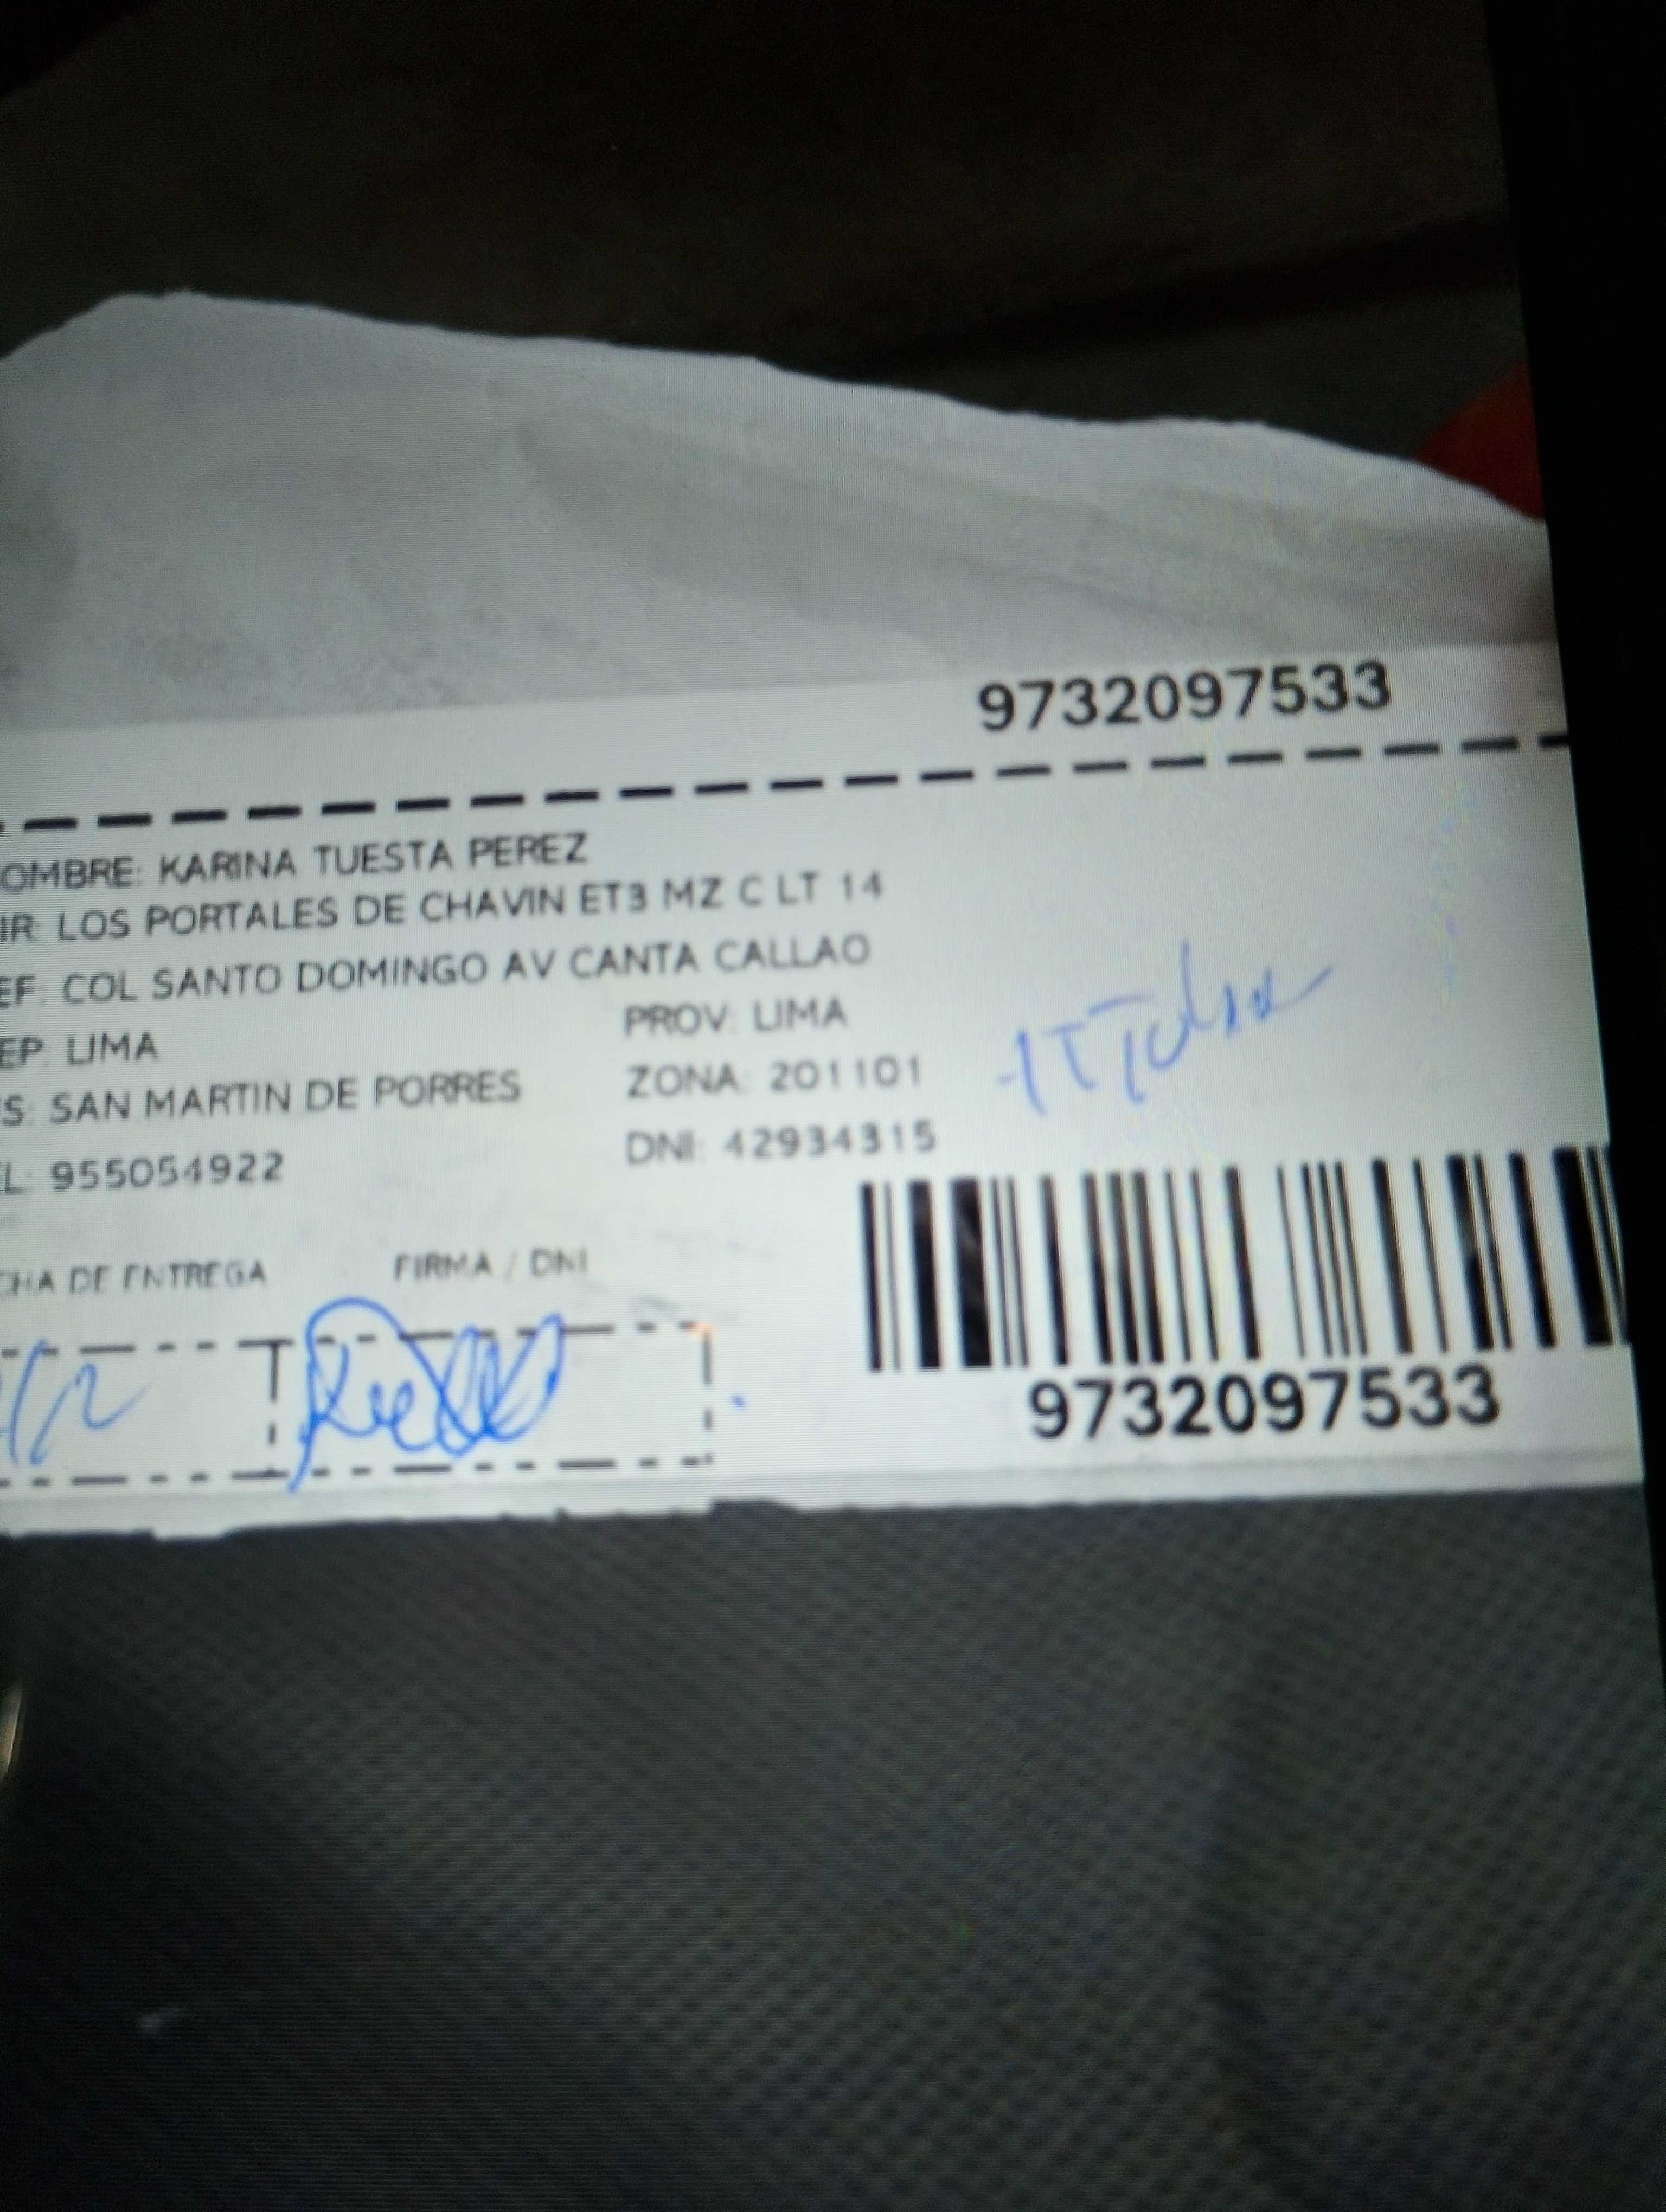 9732097533
OMBRE: KARINA TUESTA PEREZ
IR: LOS PORTALES DE CHAVIN ET3 MZ C LT 14
EF: COL SANTO DOMINGO AV CANTA CALLAO
EP: LIMA PROV: LIMA
S: SAN MARTIN DE PORRES ZONA: 201101
L: 955054922 DNI: 42934315
CHA DE ENTREGA FIRMA / DNI
9732097533